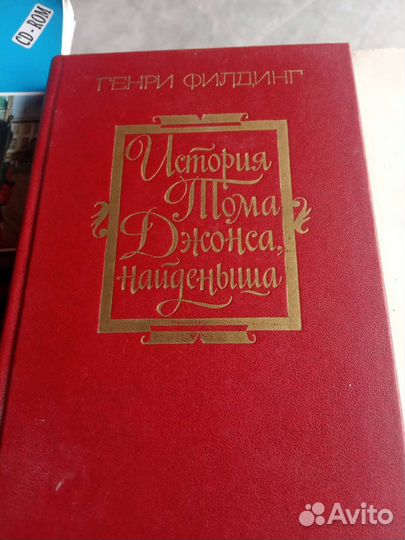 CD-ROM
ГЕНРИ ФИЛДИНГ
История
Тома
Джонса,
найденыша
Avito